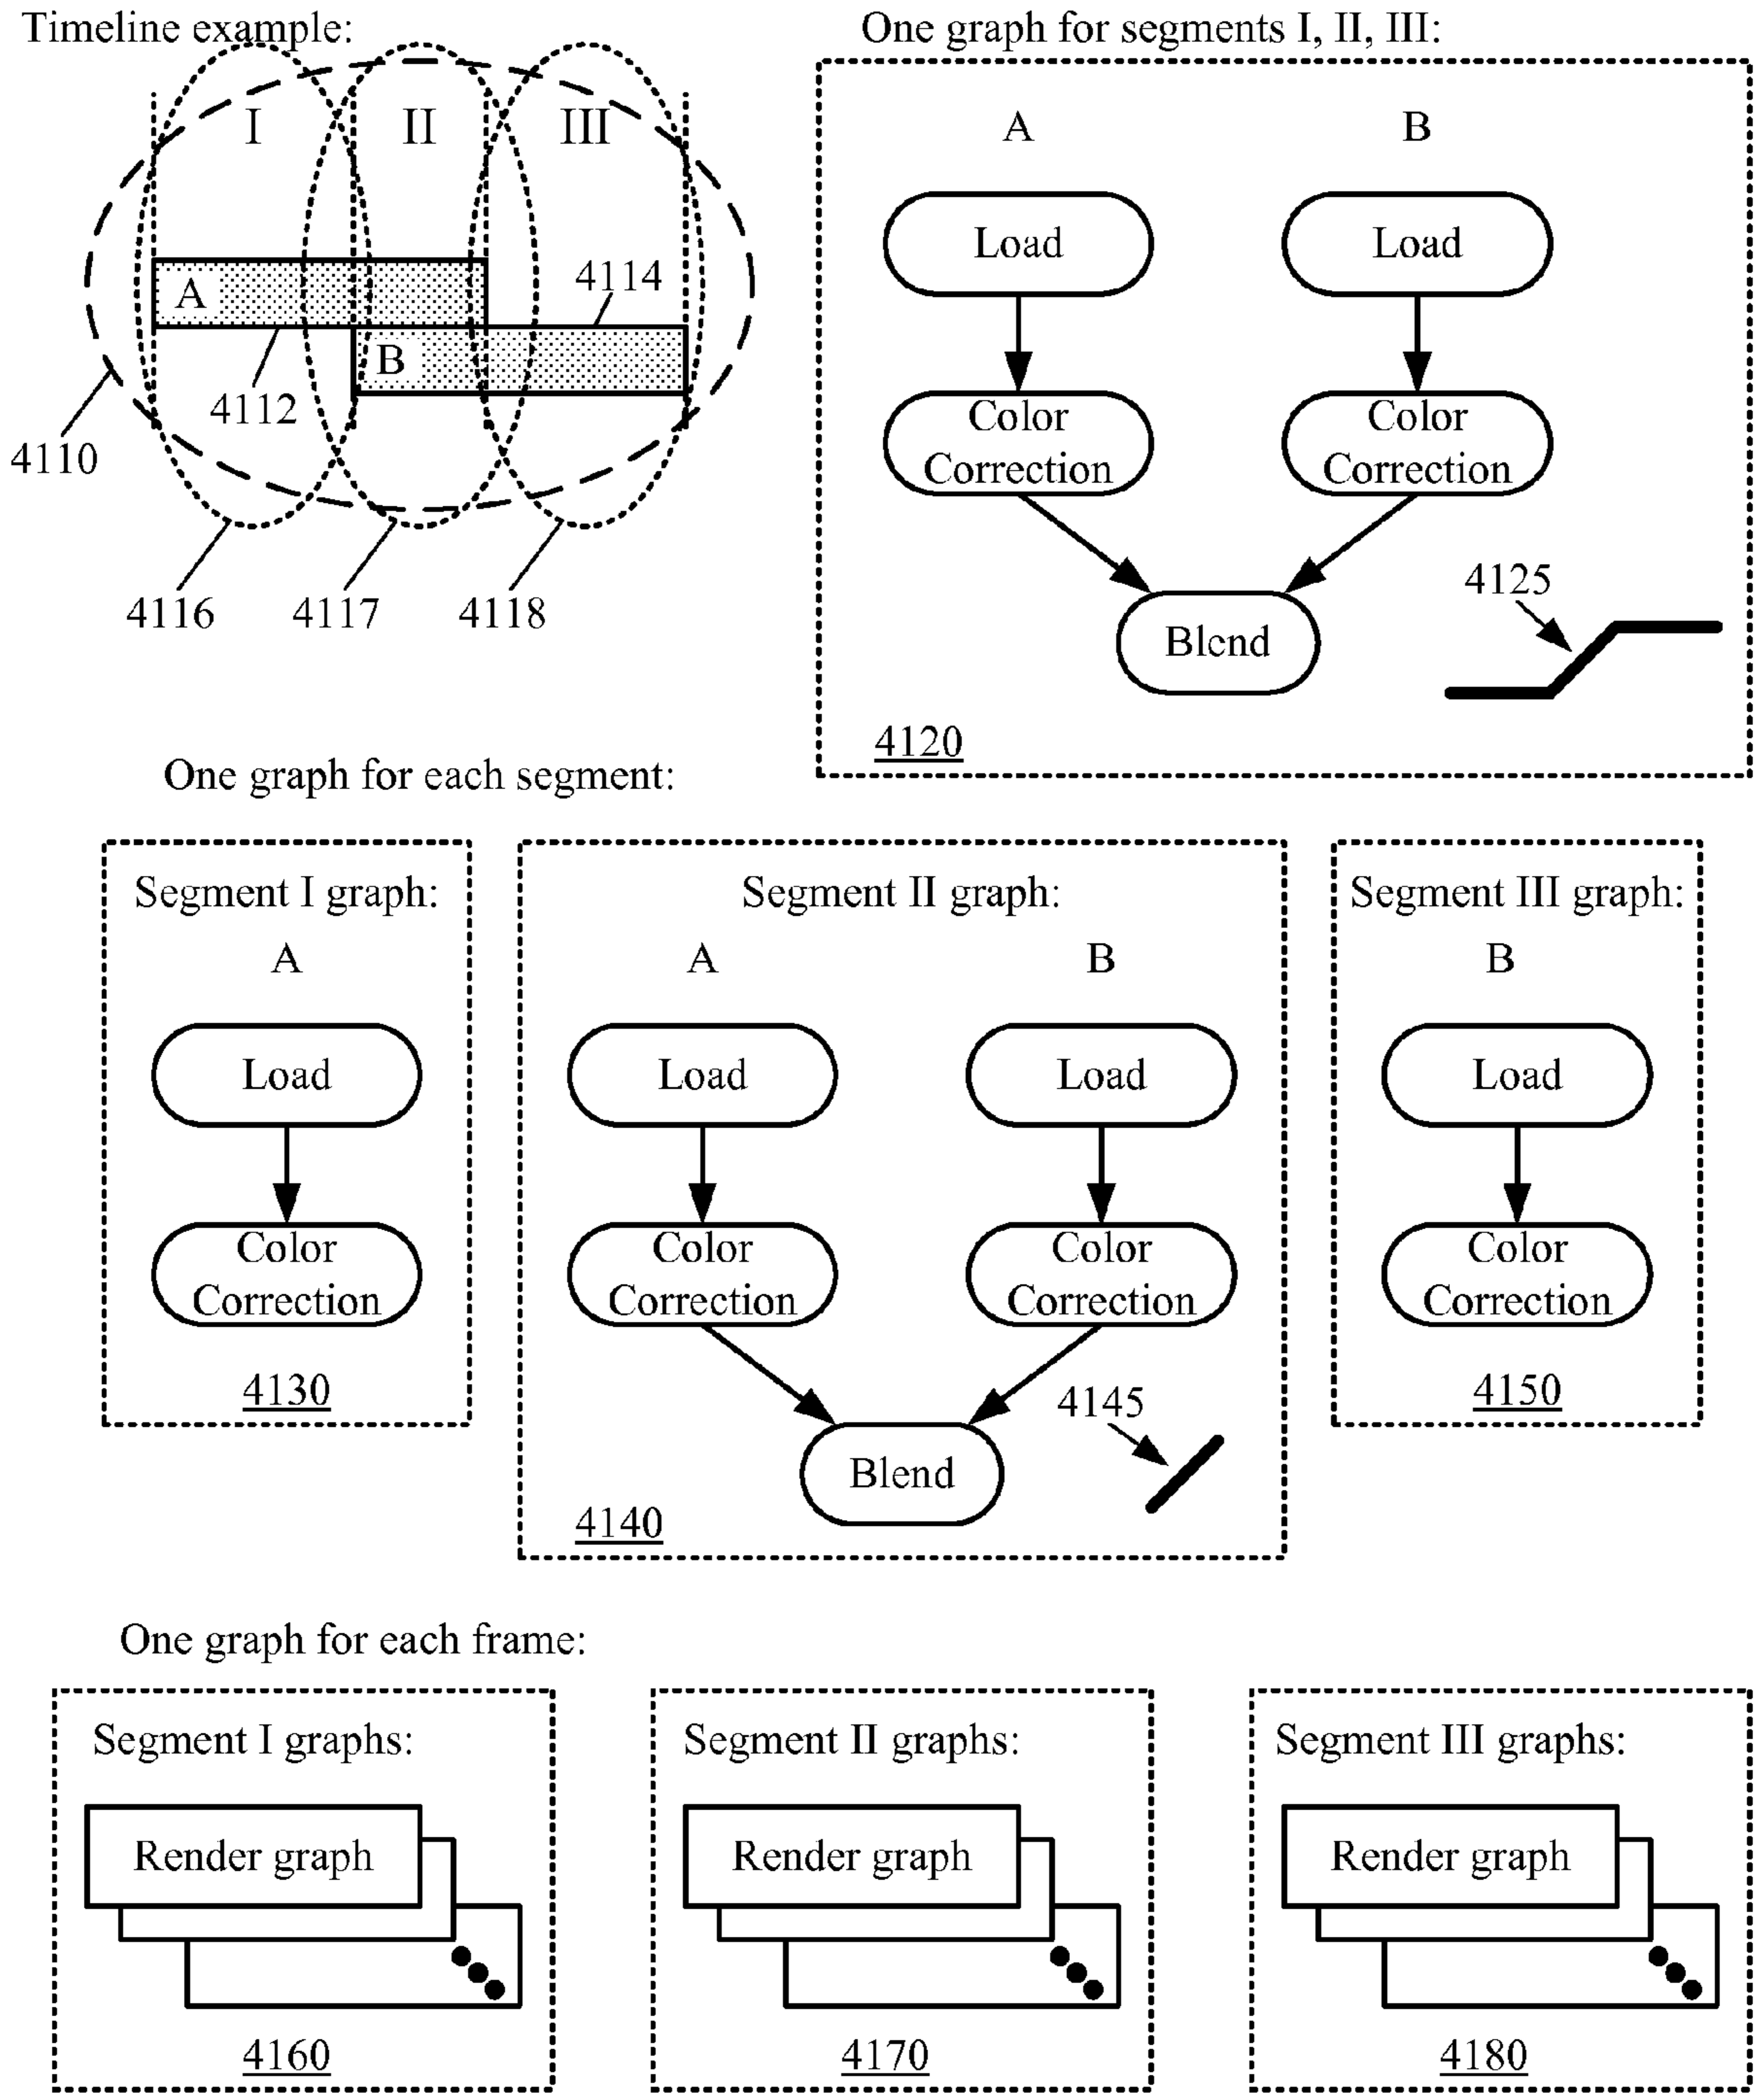 Timeline example:
I II III
A
B
4114
4112
4110
4116 4117 4118
One graph for segments I, II, III:
A B
Load Load
Color Correction Color Correction
Blend
4125
4120
One graph for each segment:
Segment I graph:
A
Load
Color
Correction
4130
Segment II graph:
A B
Load Load
Color Correction Color Correction
Blend
4145
4140
Segment III graph:
B
Load
Color
Correction
4150
One graph for each frame:
Segment I graphs:
Render graph
4160
Segment II graphs:
Render graph
4170
Segment III graphs:
Render graph
4180